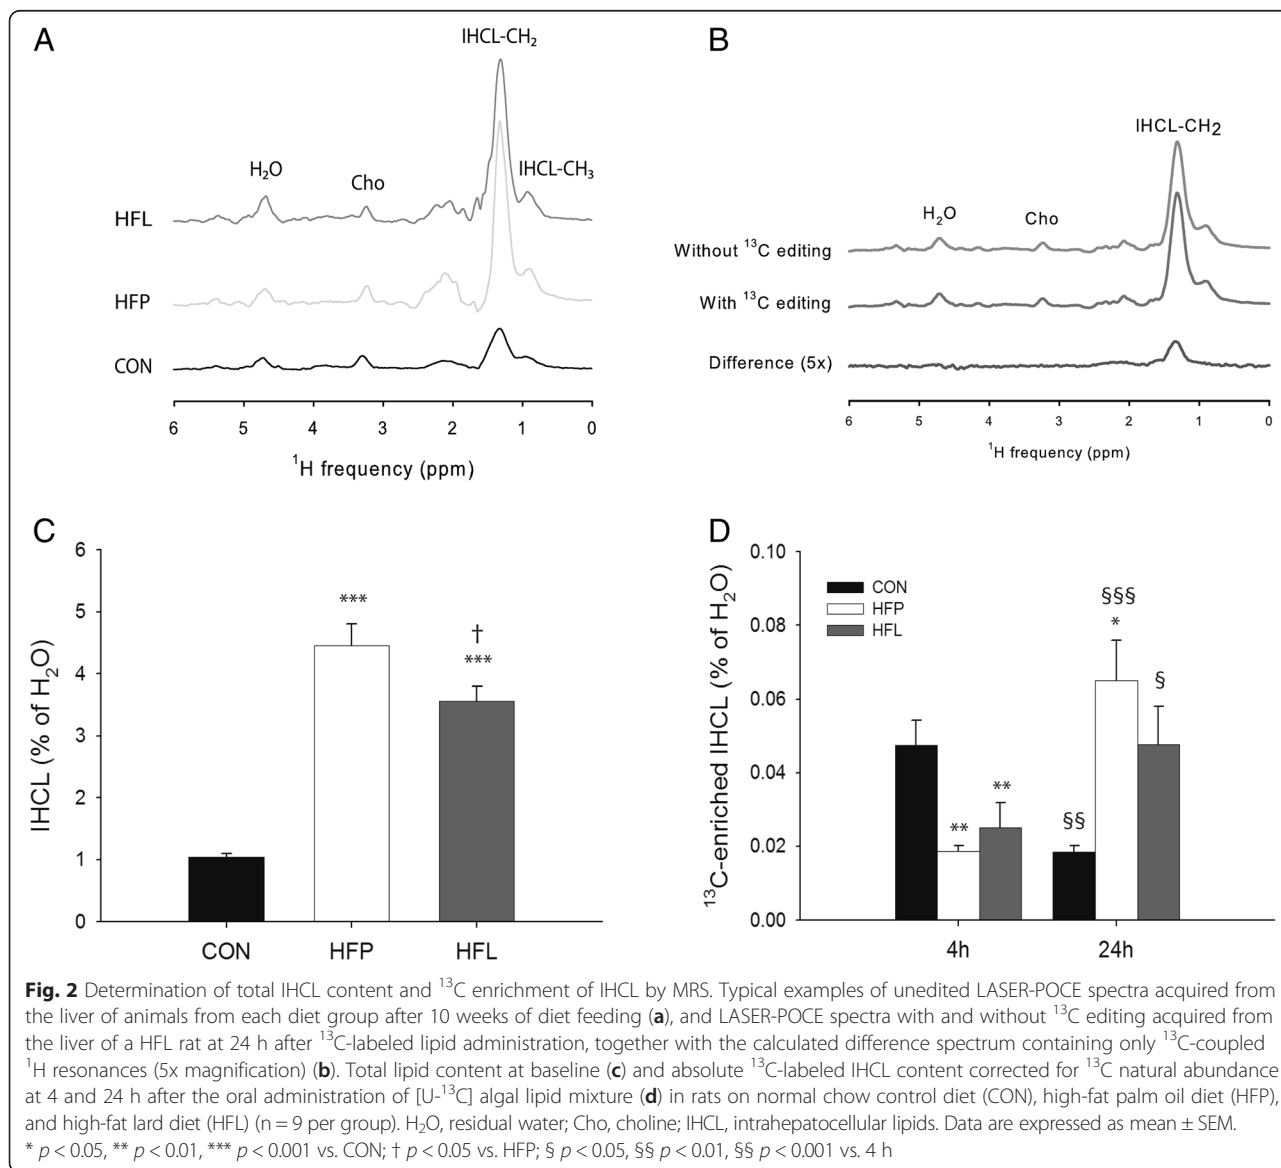 A
IHCL-CH₂
H₂O
Cho
IHCL-CH₃
HFL
HFP
CON
6 5 4 3 2 1 0
¹H frequency (ppm)
B
IHCL-CH₂
H₂O
Cho
Without ¹³C editing
With ¹³C editing
Difference (5x)
6 5 4 3 2 1 0
¹H frequency (ppm)
C
IHCL (% of H₂O)
6
5
4
3
2
1
0
***
†
***
CON HFP HFL
D
¹³C-enriched IHCL (% of H₂O)
0.10
0.08
0.06
0.04
0.02
0.00
CON
HFP
HFL
**
**
§§
§§§
*
§
4h 24h
Fig. 2 Determination of total IHCL content and ¹³C enrichment of IHCL by MRS. Typical examples of unedited LASER-POCE spectra acquired from
the liver of animals from each diet group after 10 weeks of diet feeding (a), and LASER-POCE spectra with and without ¹³C editing acquired from
the liver of a HFL rat at 24 h after ¹³C-labeled lipid administration, together with the calculated difference spectrum containing only ¹³C-coupled
¹H resonances (5x magnification) (b). Total lipid content at baseline (c) and absolute ¹³C-labeled IHCL content corrected for ¹³C natural abundance
at 4 and 24 h after the oral administration of [U-¹³C] algal lipid mixture (d) in rats on normal chow control diet (CON), high-fat palm oil diet (HFP),
and high-fat lard diet (HFL) (n = 9 per group). H₂O, residual water; Cho, choline; IHCL, intrahepatocellular lipids. Data are expressed as mean ± SEM.
* p < 0.05, ** p < 0.01, *** p < 0.001 vs. CON; † p < 0.05 vs. HFP; § p < 0.05, §§ p < 0.01, §§ p < 0.001 vs. 4 h